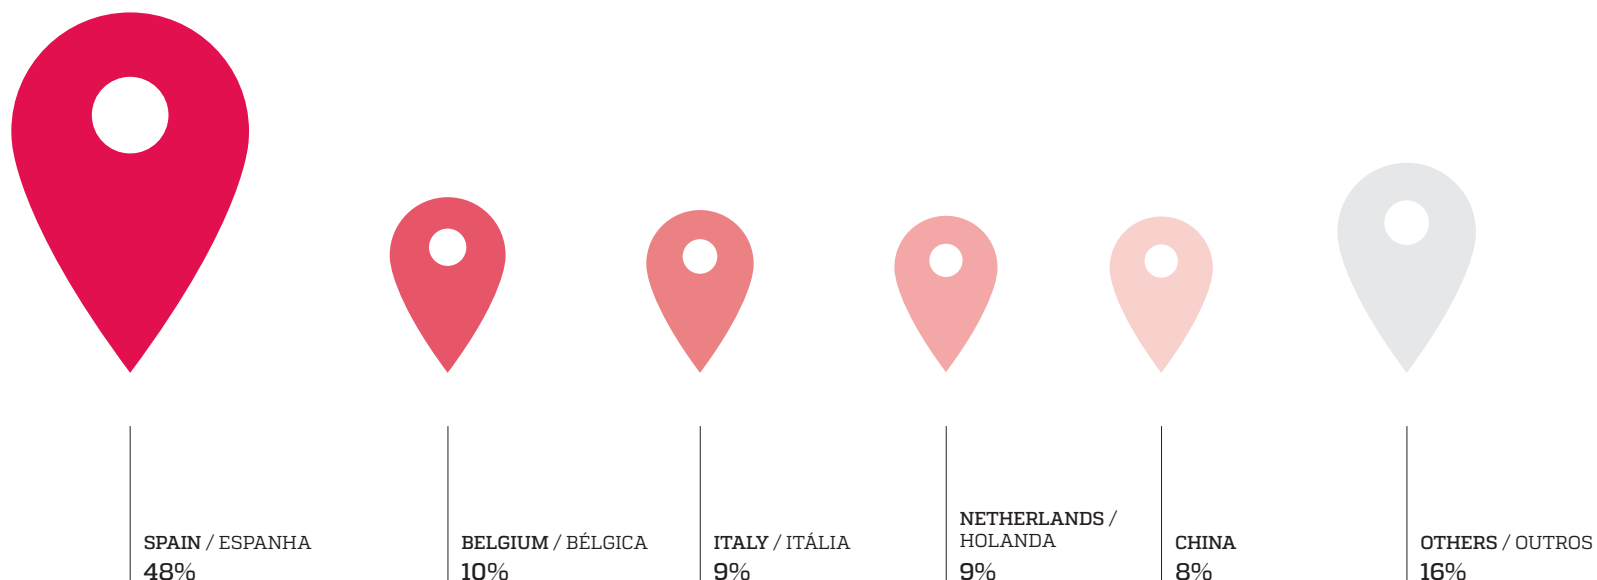 SPAIN / ESPANHA
48%
BELGIUM / BÉLGICA
10%
ITALY / ITÁLIA
9%
NETHERLANDS /
HOLANDA
9%
CHINA
8%
OTHERS / OUTROS
16%